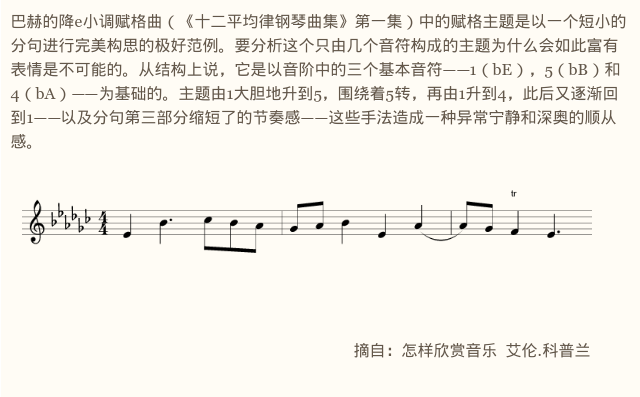 巴赫的降e小调赋格曲（《十二平均律钢琴曲集》第一集）中的赋格主题是以一个短小的
分句进行完美构思的极好范例。要分析这个只由几个音符构成的主题为什么会如此富有
表情是不可能的。从结构上说，它是以音阶中的三个基本音符——1（bE），5（bB）和
4（bA）——为基础的。主题由1大胆地升到5，围绕着5转，再由1升到4，此后又逐渐回
到1——以及分句第三部分缩短了的节奏感——这些手法造成一种异常宁静和深奥的顺从
感。
tr
摘自：怎样欣赏音乐 艾伦.科普兰